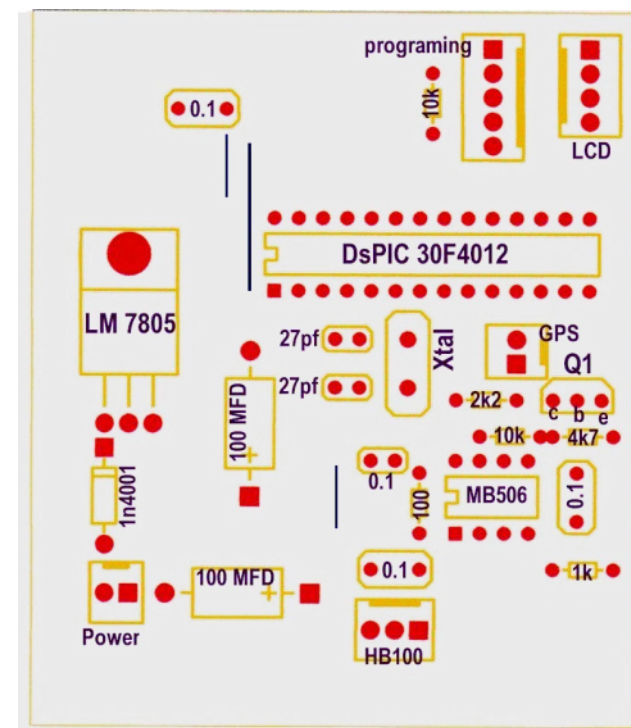 programing
10k
0.1
LCD
DsPIC 30F4012
LM 7805
27pf
Xtal
GPS
27pf
Q1
100 MFD
+
2k2
c b e
10k
4k7
1n4001
0.1
100
MB506
0.1
100 MFD
+
0.1
1k
Power
HB100